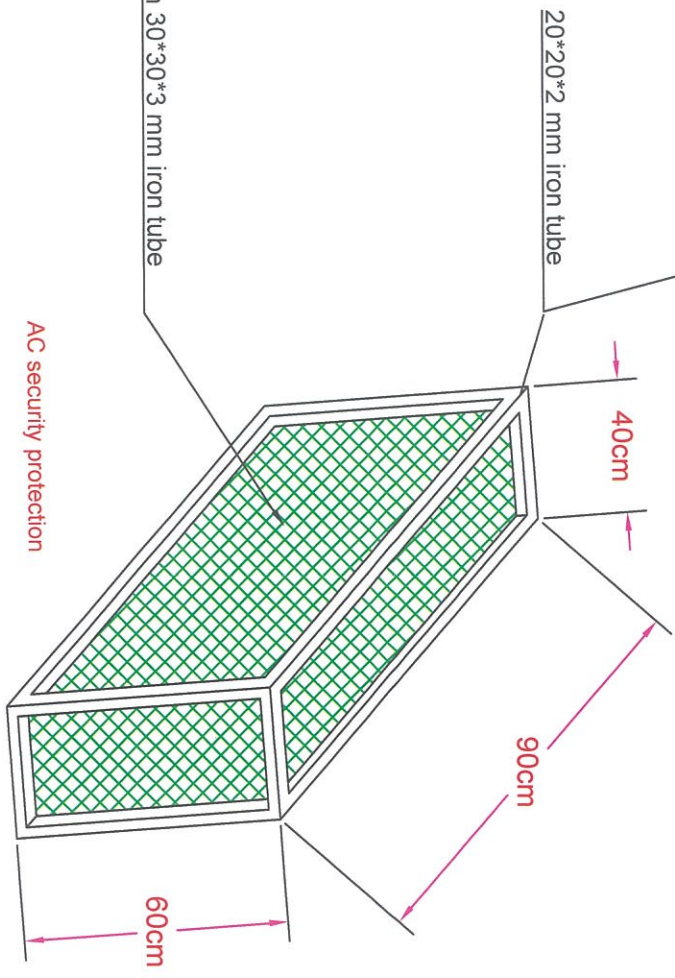 20*20*2 mm iron tube
40cm
90cm
30*30*3 mm iron tube
60cm
AC security protection